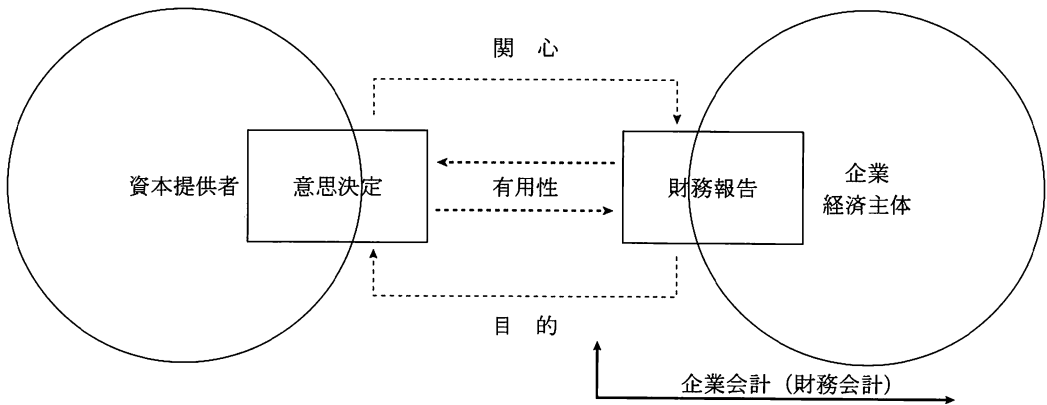 関 心
資本提供者
意思決定
有用性
財務報告
企業
経済主体
目 的
企業会計（財務会計）